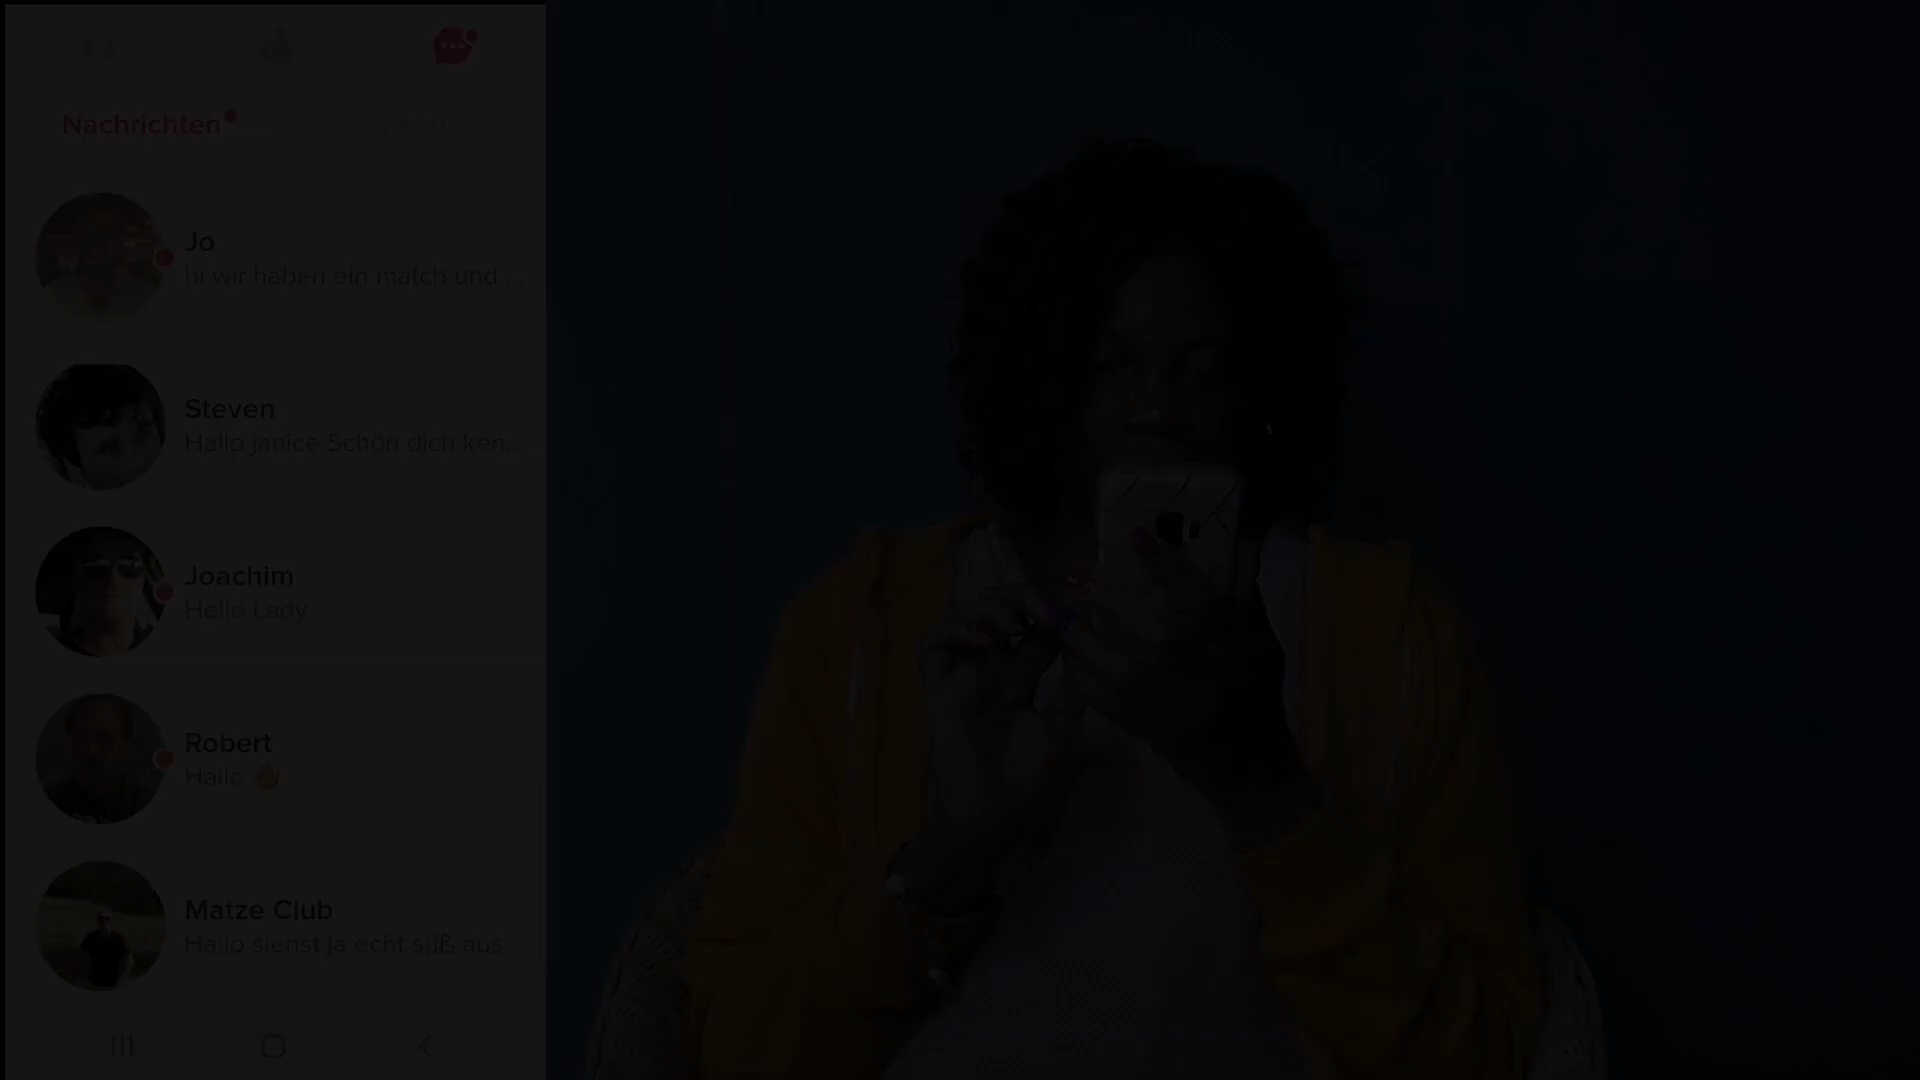 Nachrichten
Feed
Jo
hi wir haben ein match und ...
Steven
Hallo janice Schön dich ken...
Joachim
Hello Lady
Robert
Hallo 👋
Matze Club
Hallo siehst ja echt süß aus